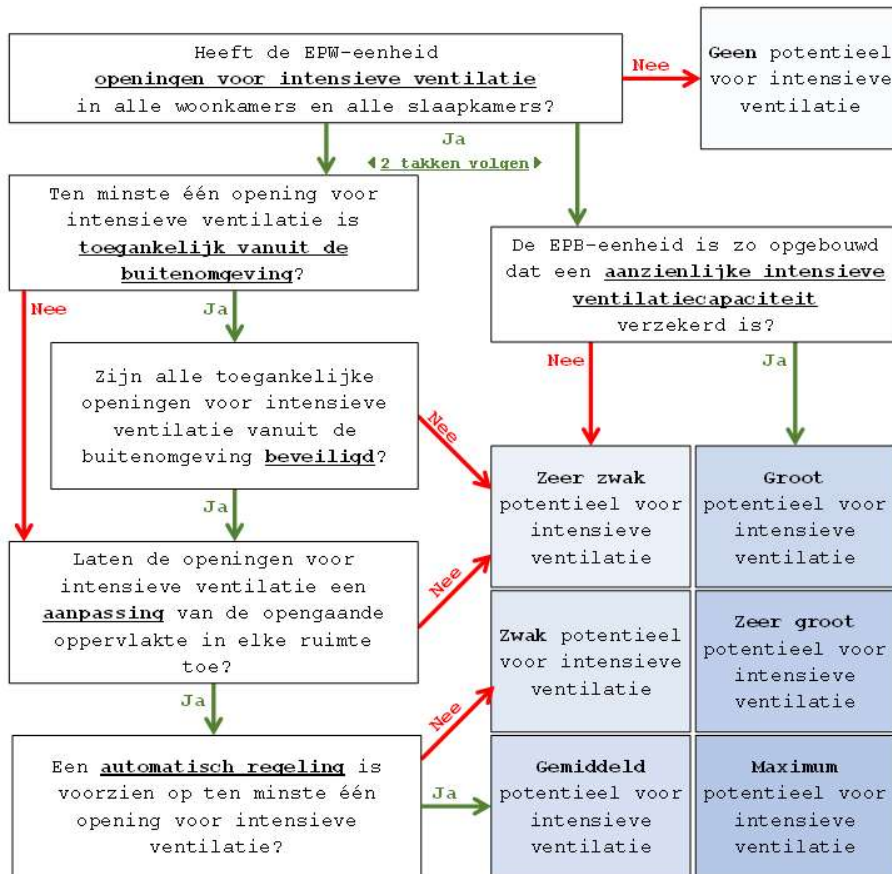 Heeft de EPW-eenheid
openingen voor intensieve ventilatie
in alle woonkamers en alle slaapkamers?
Nee
Geen potentieel
voor intensieve
ventilatie
Ja
2 takken volgen
Ten minste één opening voor
intensieve ventilatie is
toegankelijk vanuit de
buitenomgeving?
De EPB-eenheid is zo opgebouwd
dat een aanzienlijke intensieve
ventilatiecapaciteit
verzekerd is?
Nee
Ja
Nee
Ja
Zijn alle toegankelijke
openingen voor intensieve
ventilatie vanuit de
buitenomgeving beveiligd?
Nee
Ja
Zeer zwak
potentieel voor
intensieve
ventilatie
Groot
potentieel voor
intensieve
ventilatie
Laten de openingen voor
intensieve ventilatie een
aanpassing van de opengaande
oppervlakte in elke ruimte
toe?
Nee
Ja
Zwak potentieel
voor intensieve
ventilatie
Zeer groot
potentieel voor
intensieve
ventilatie
Een automatisch regeling is
voorzien op ten minste één
opening voor intensieve
ventilatie?
Nee
Ja
Gemiddeld
potentieel voor
intensieve
ventilatie
Maximum
potentieel voor
intensieve
ventilatie